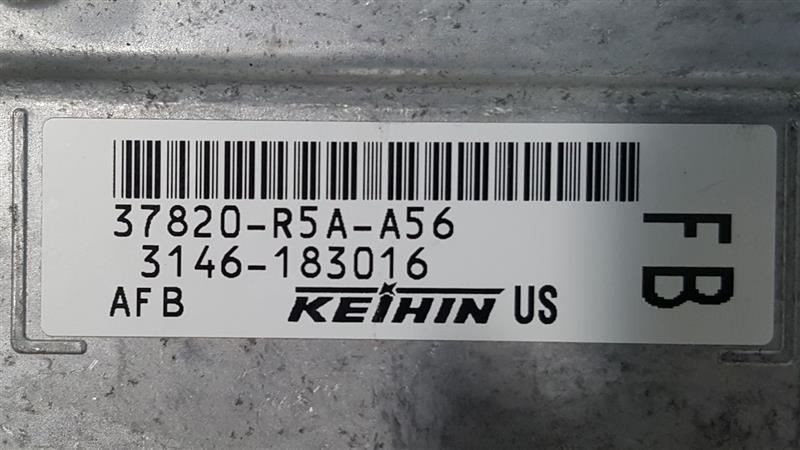 37820-R5A-A56
3146-183016
AFB KEIHIN US
FB